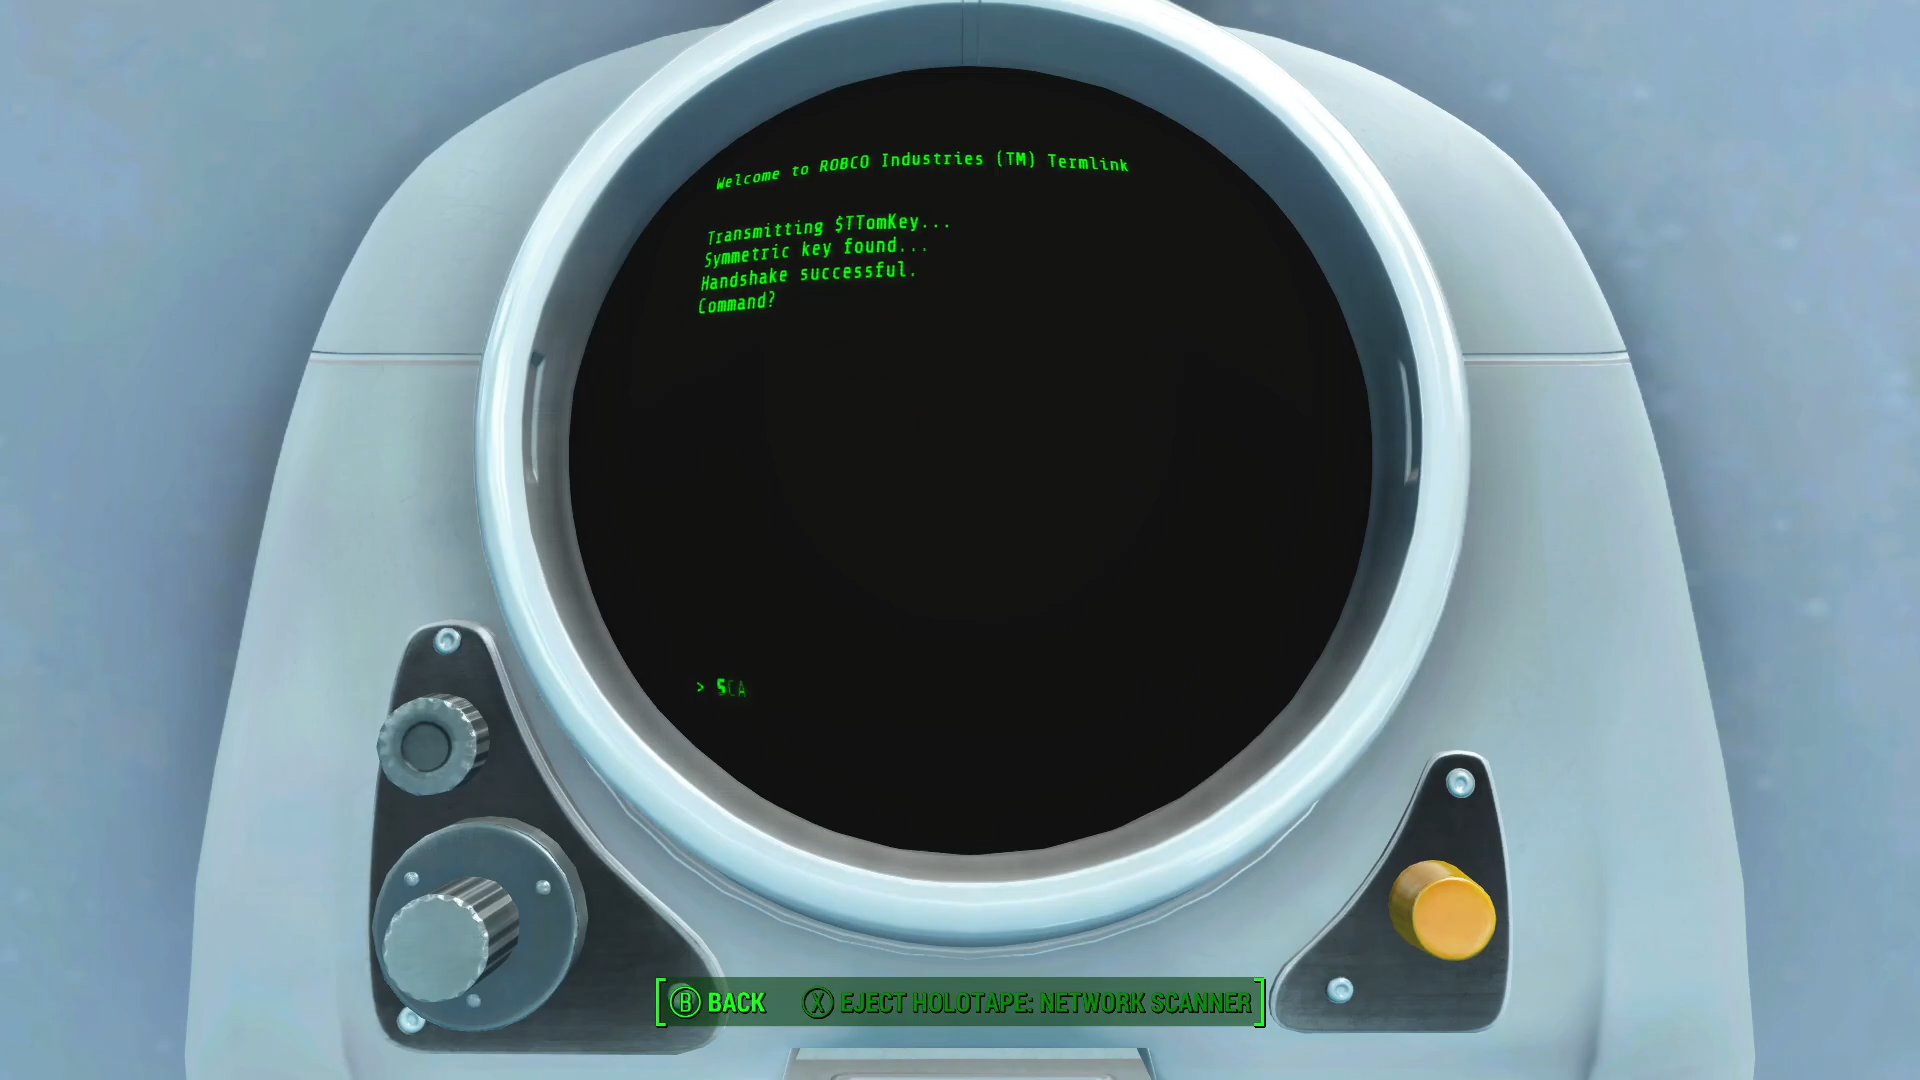 Welcome to ROBCO Industries (TM) Termlink
Transmitting $TTomKey...
Symmetric key found...
Handshake successful.
Command?
> SCA
B BACK X EJECT HOLOTAPE: NETWORK SCANNER